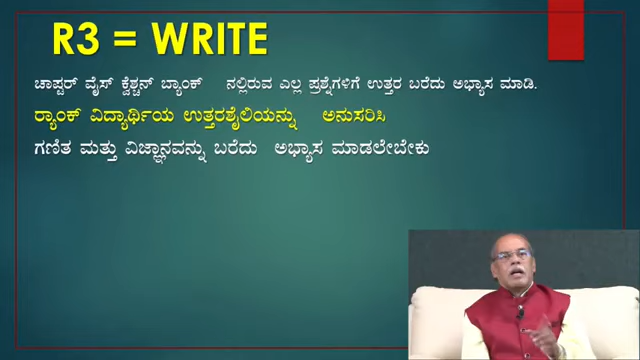 R3 = WRITE
ಚಾಪ್ಟರ್ ವೈಸ್ ಕ್ವೆಶ್ಚನ್ ಬ್ಯಾಂಕ್ ನಲ್ಲಿರುವ ಎಲ್ಲ ಪ್ರಶ್ನೆಗಳಿಗೆ ಉತ್ತರ ಬರೆದು ಅಭ್ಯಾಸ ಮಾಡಿ.
ರ‍್ಯಾಂಕ್ ವಿದ್ಯಾರ್ಥಿಯ ಉತ್ತರಶೈಲಿಯನ್ನು ಅನುಸರಿಸಿ
ಗಣಿತ ಮತ್ತು ವಿಜ್ಞಾನವನ್ನು ಬರೆದು ಅಭ್ಯಾಸ ಮಾಡಲೇಬೇಕು